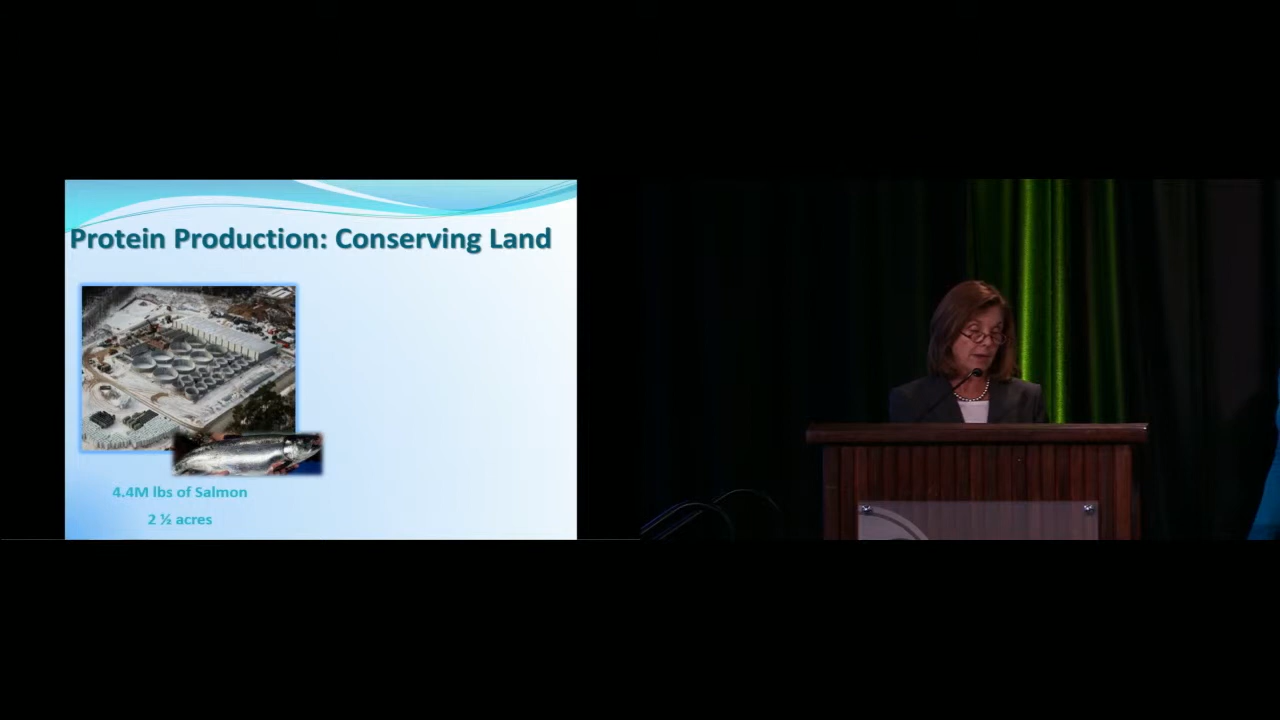 Protein Production: Conserving Land
4.4M lbs of Salmon
2 ½ acres